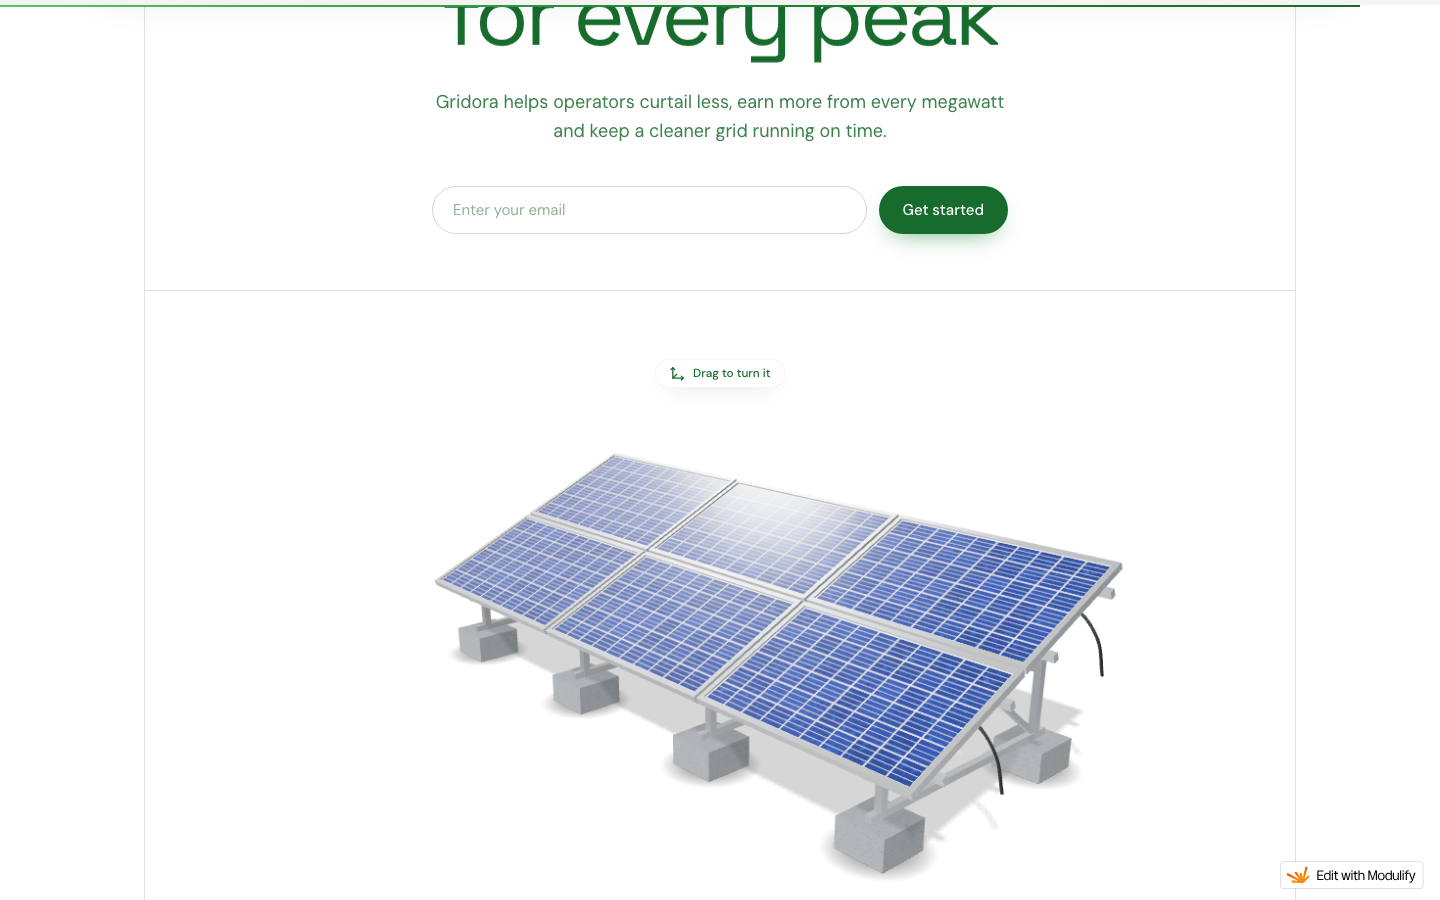 for every peak
Gridora helps operators curtail less, earn more from every megawatt
and keep a cleaner grid running on time.
Enter your email
Get started
Drag to turn it
Edit with Modulify